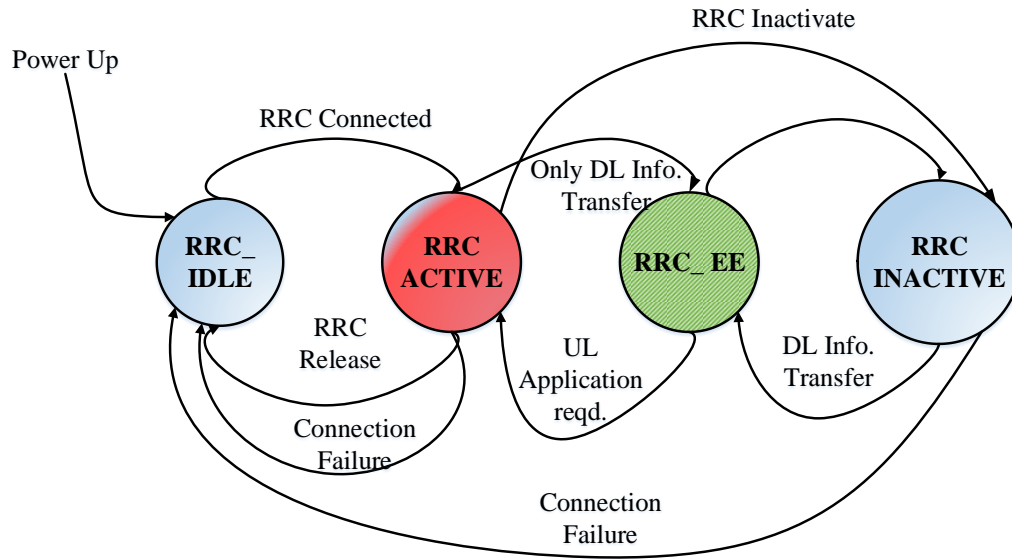 RRC Inactivate
Power Up
RRC Connected
Only DL Info.
Transfer
RRC_
IDLE
RRC
ACTIVE
RRC_ EE
RRC
INACTIVE
RRC
Release
UL
Application
reqd.
DL Info.
Transfer
Connection
Failure
Connection
Failure